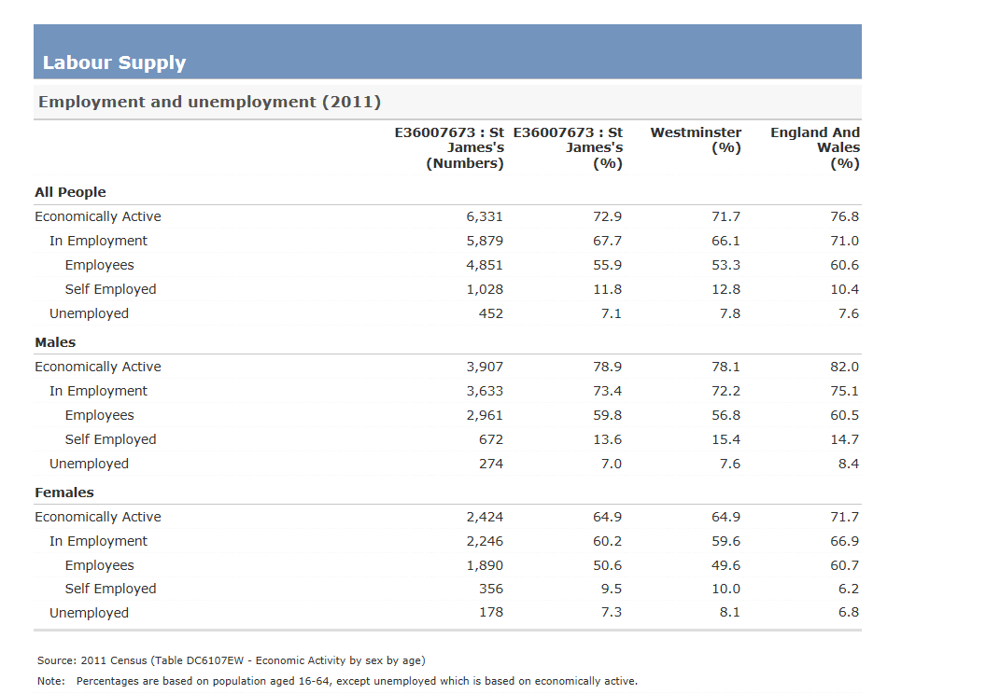 Labour Supply
Employment and unemployment (2011)
E36007673 : St James's (Numbers) E36007673 : St James's (%) Westminster (%) England And Wales (%)
All People
Economically Active 6,331 72.9 71.7 76.8
In Employment 5,879 67.7 66.1 71.0
Employees 4,851 55.9 53.3 60.6
Self Employed 1,028 11.8 12.8 10.4
Unemployed 452 7.1 7.8 7.6
Males
Economically Active 3,907 78.9 78.1 82.0
In Employment 3,633 73.4 72.2 75.1
Employees 2,961 59.8 56.8 60.5
Self Employed 672 13.6 15.4 14.7
Unemployed 274 7.0 7.6 8.4
Females
Economically Active 2,424 64.9 64.9 71.7
In Employment 2,246 60.2 59.6 66.9
Employees 1,890 50.6 49.6 60.7
Self Employed 356 9.5 10.0 6.2
Unemployed 178 7.3 8.1 6.8
Source: 2011 Census (Table DC6107EW - Economic Activity by sex by age)
Note: Percentages are based on population aged 16-64, except unemployed which is based on economically active.